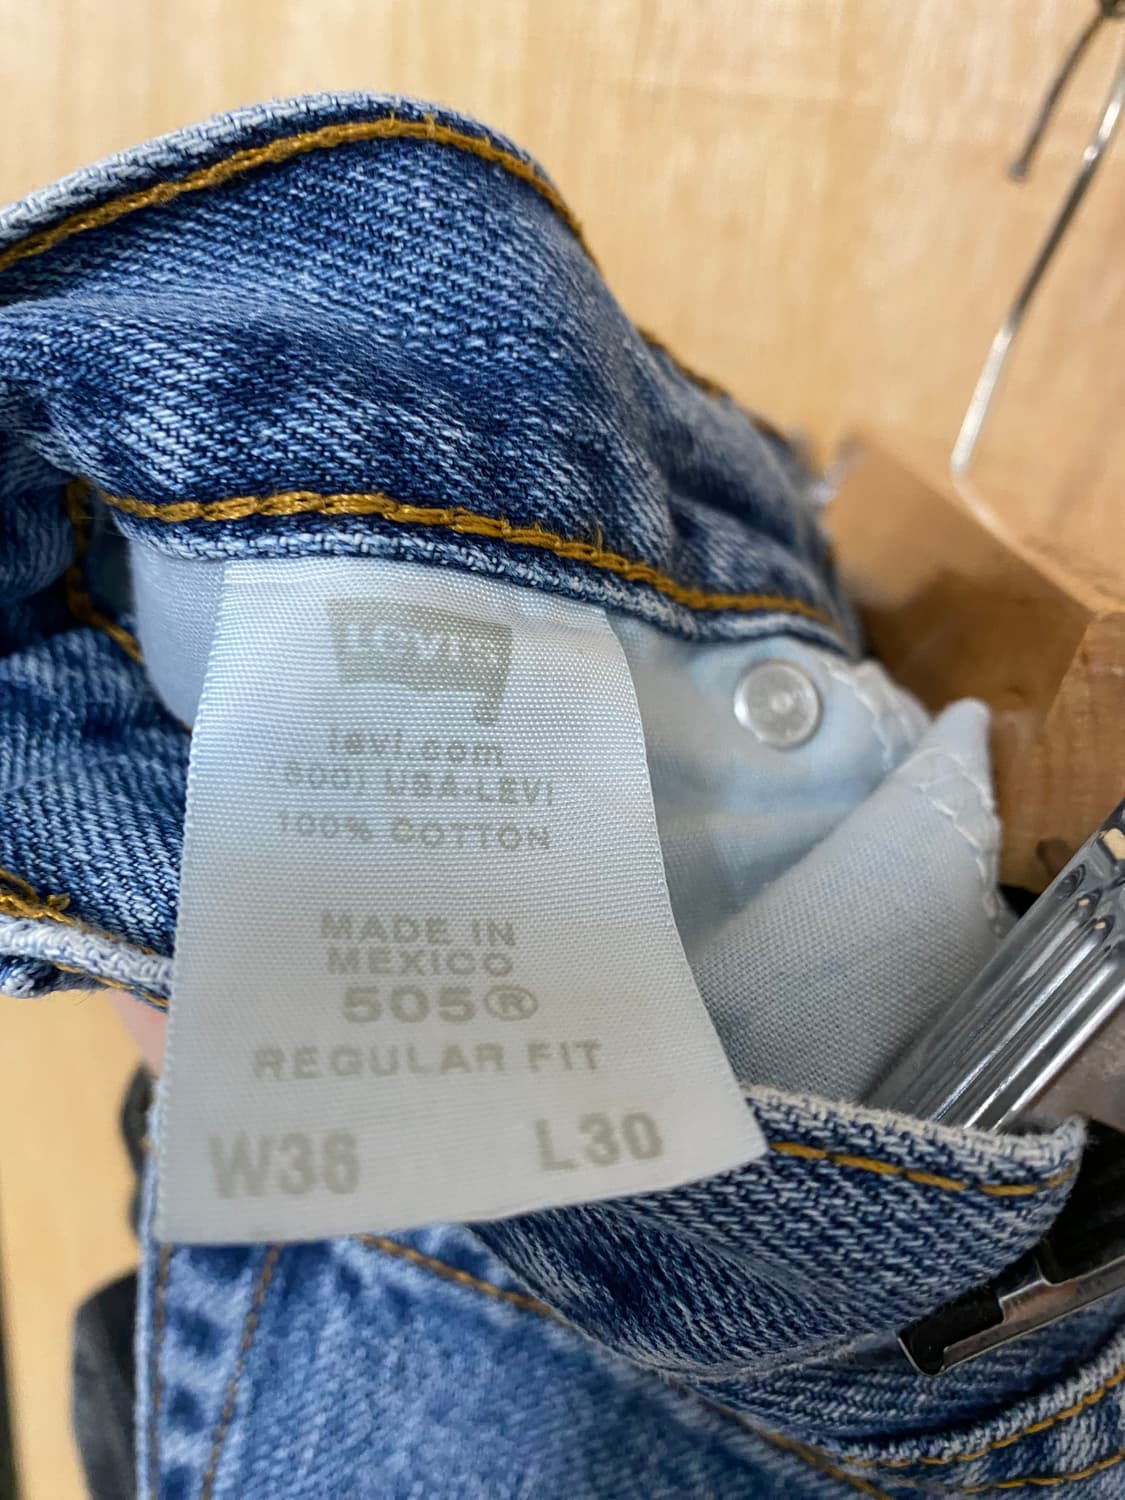 Levi's
levi.com
(800) USA-LEVI
100% COTTON
MADE IN
MEXICO
505®
REGULAR FIT
W36 L30